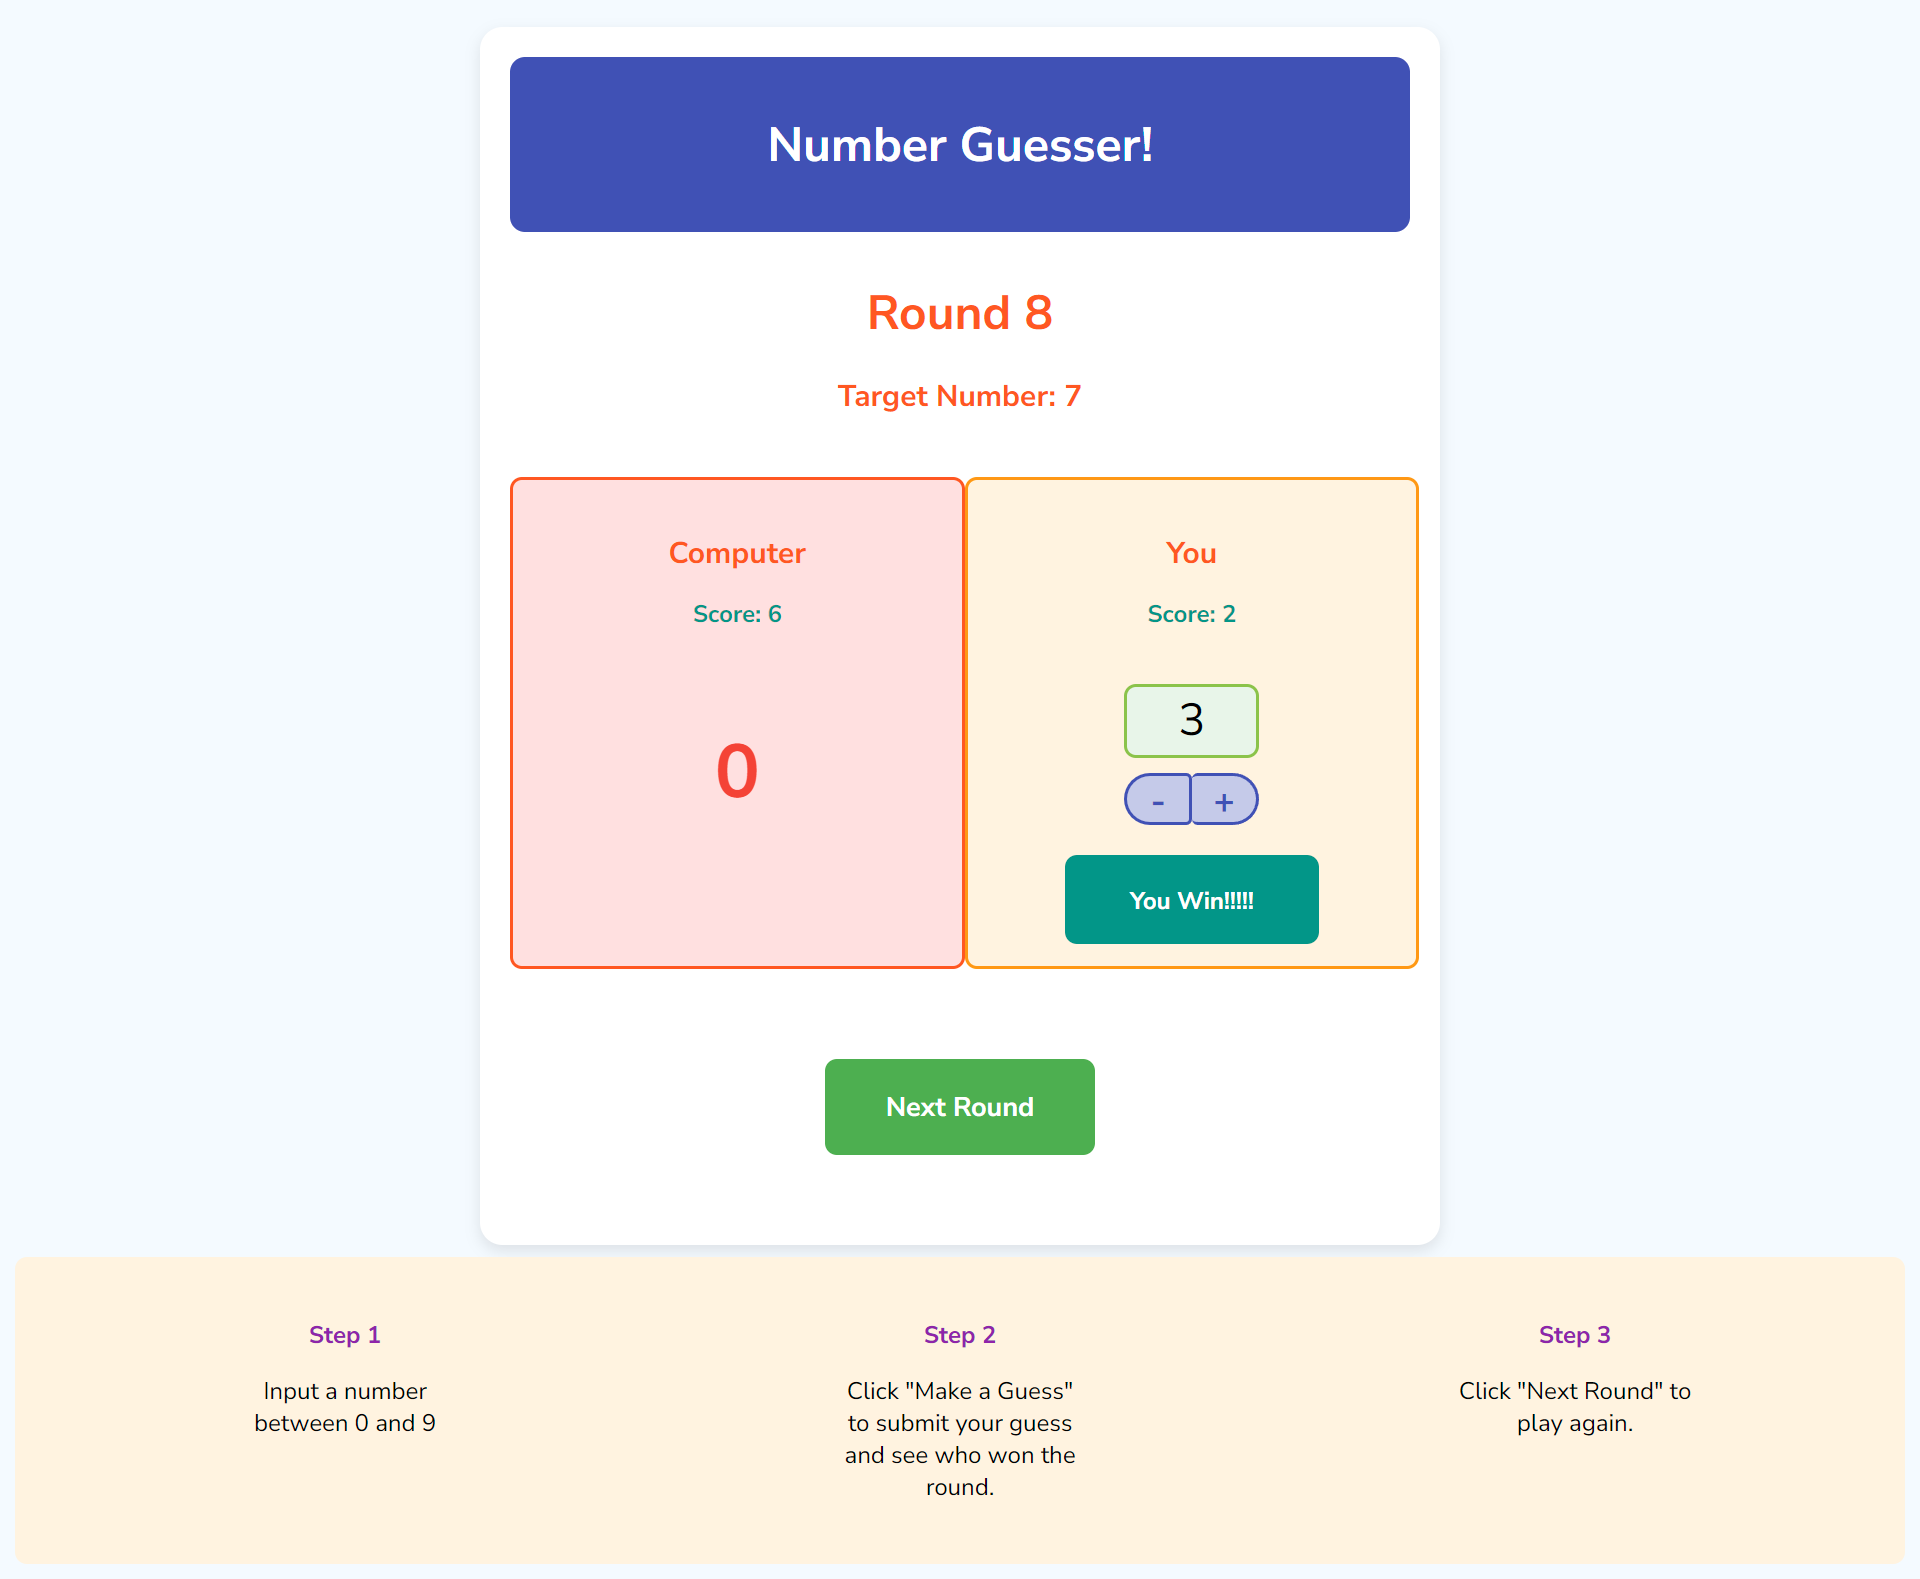 Number Guesser!
Round 8
Target Number: 7
Computer
Score: 6
0
You
Score: 2
3
- +
You Win!!!!!
Next Round
Step 1
Input a number
between 0 and 9
Step 2
Click "Make a Guess"
to submit your guess
and see who won the
round.
Step 3
Click "Next Round" to
play again.